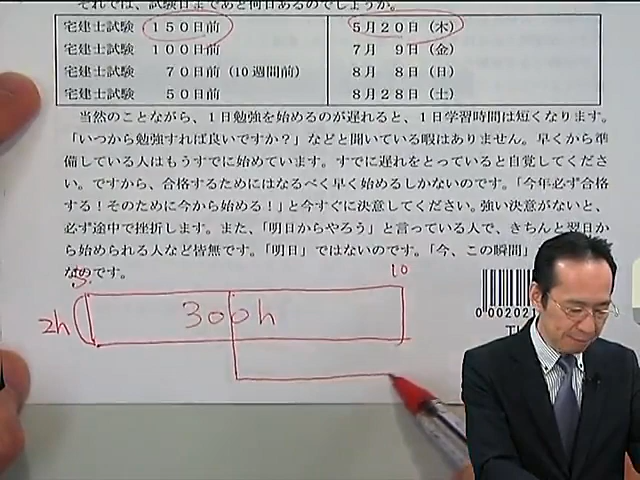 それでは、試験日まであと何日あるのでしょうか。
宅建士試験 １５０日前 ５月２０日（木）
宅建士試験 １００日前 ７月 ９日（金）
宅建士試験 ７０日前（10 週間前） ８月 ８日（日）
宅建士試験 ５０日前 ８月２８日（土）
当然のことながら、１日勉強を始めるのが遅れると、１日学習時間は短くなります。
「いつから勉強すれば良いですか？」などと聞いている暇はありません。早くから準
備している人はもうすでに始めています。すでに遅れをとっていると自覚してくださ
い。ですから、合格するためにはなるべく早く始めるしかないのです。「今年必ず合格
する！そのために今から始める！」と今すぐに決意してください。強い決意がないと、
必ず途中で挫折します。また、「明日からやろう」と言っている人で、きちんと翌日か
ら始められる人など皆無です。「明日」ではないのです。「今、この瞬間」
なのです。
5 10
2h 300h